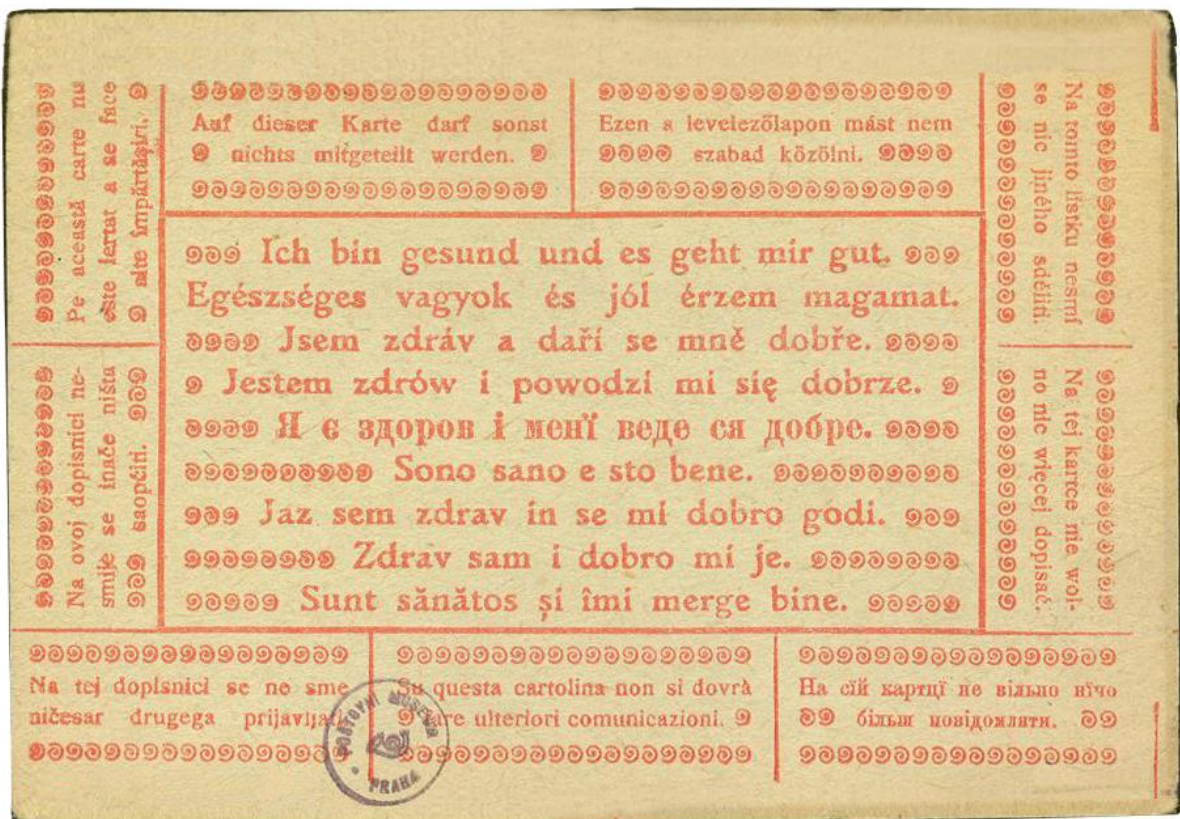 Auf dieser Karte darf sonst
nichts mitgeteilt werden.
Ezen a levelezőlapon mást nem
szabad közölni.
Pe această carte nu
este iertat a se face
alte împărtășiri.
Na tomto lístku nesmí
se nic jiného sděliti.
Ich bin gesund und es geht mir gut.
Egészséges vagyok és jól érzem magamat.
Jsem zdráv a daří se mně dobře.
Jestem zdrów i powodzi mi się dobrze.
Я є здоров і менї веде ся добре.
Sono sano e sto bene.
Jaz sem zdrav in se mi dobro godi.
Zdrav sam i dobro mi je.
Sunt sănătos și îmi merge bine.
Na ovoj dopisnici ne-
smije se inače ništa
saopćiti.
Na tej kartce nie wol-
no nic więcej dopisać.
Na tej dopisnici se ne sme
ničesar drugega
Su questa cartolina non si dovrà
ulteriori comunicazioni.
На сїй картцї не вільно нїчо
більш повідомляти.
POŠTOVNÍ MUSEUM
PRAHA